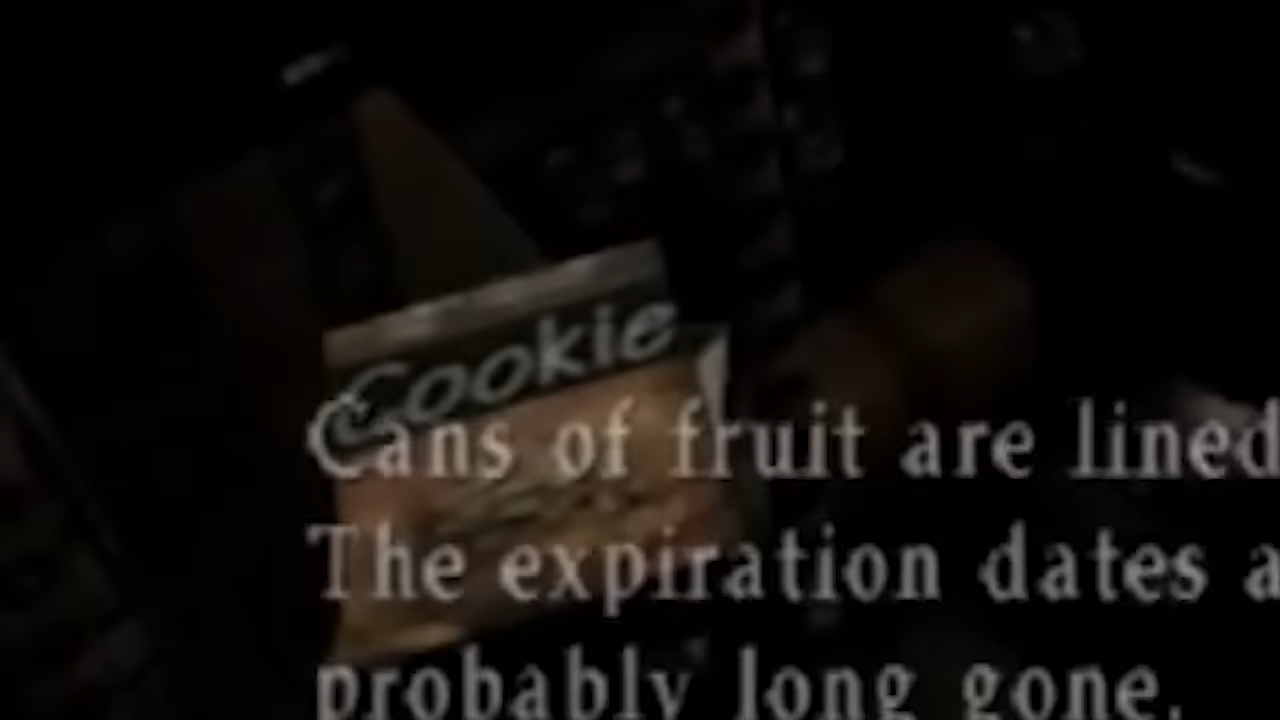 Cookie
Cans of fruit are lined
The expiration dates a
probably long gone.